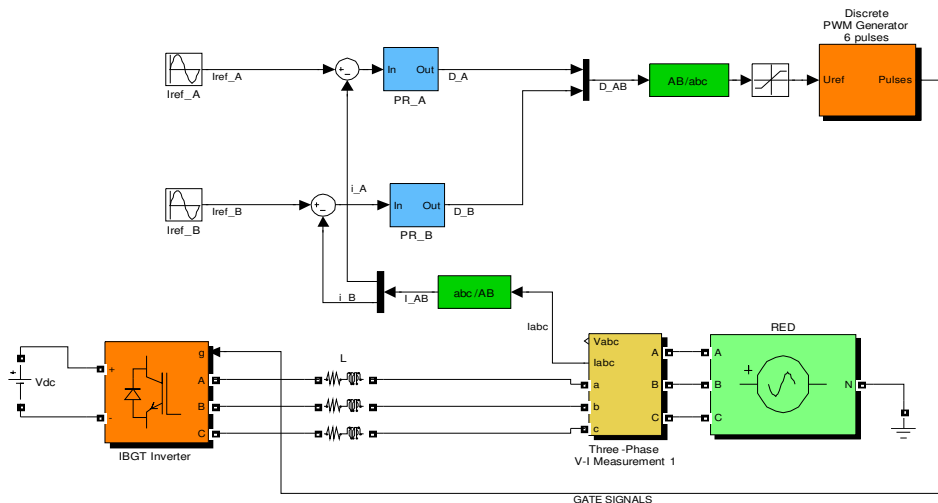 Discrete
PWM Generator
6 pulses
Iref_A
Iref_A
In
Out
PR_A
D_A
D_AB
AB/abc
Uref
Pulses
Iref_B
Iref_B
i_A
In
Out
PR_B
D_B
i_B
I_AB
abc/AB
Iabc
RED
Vdc
+
+
-
g
A
B
C
IBGT Inverter
L
Vabc
Iabc
a
b
c
A
B
C
Three-Phase
V-I Measurement 1
A
B
C
+
N
GATE SIGNALS